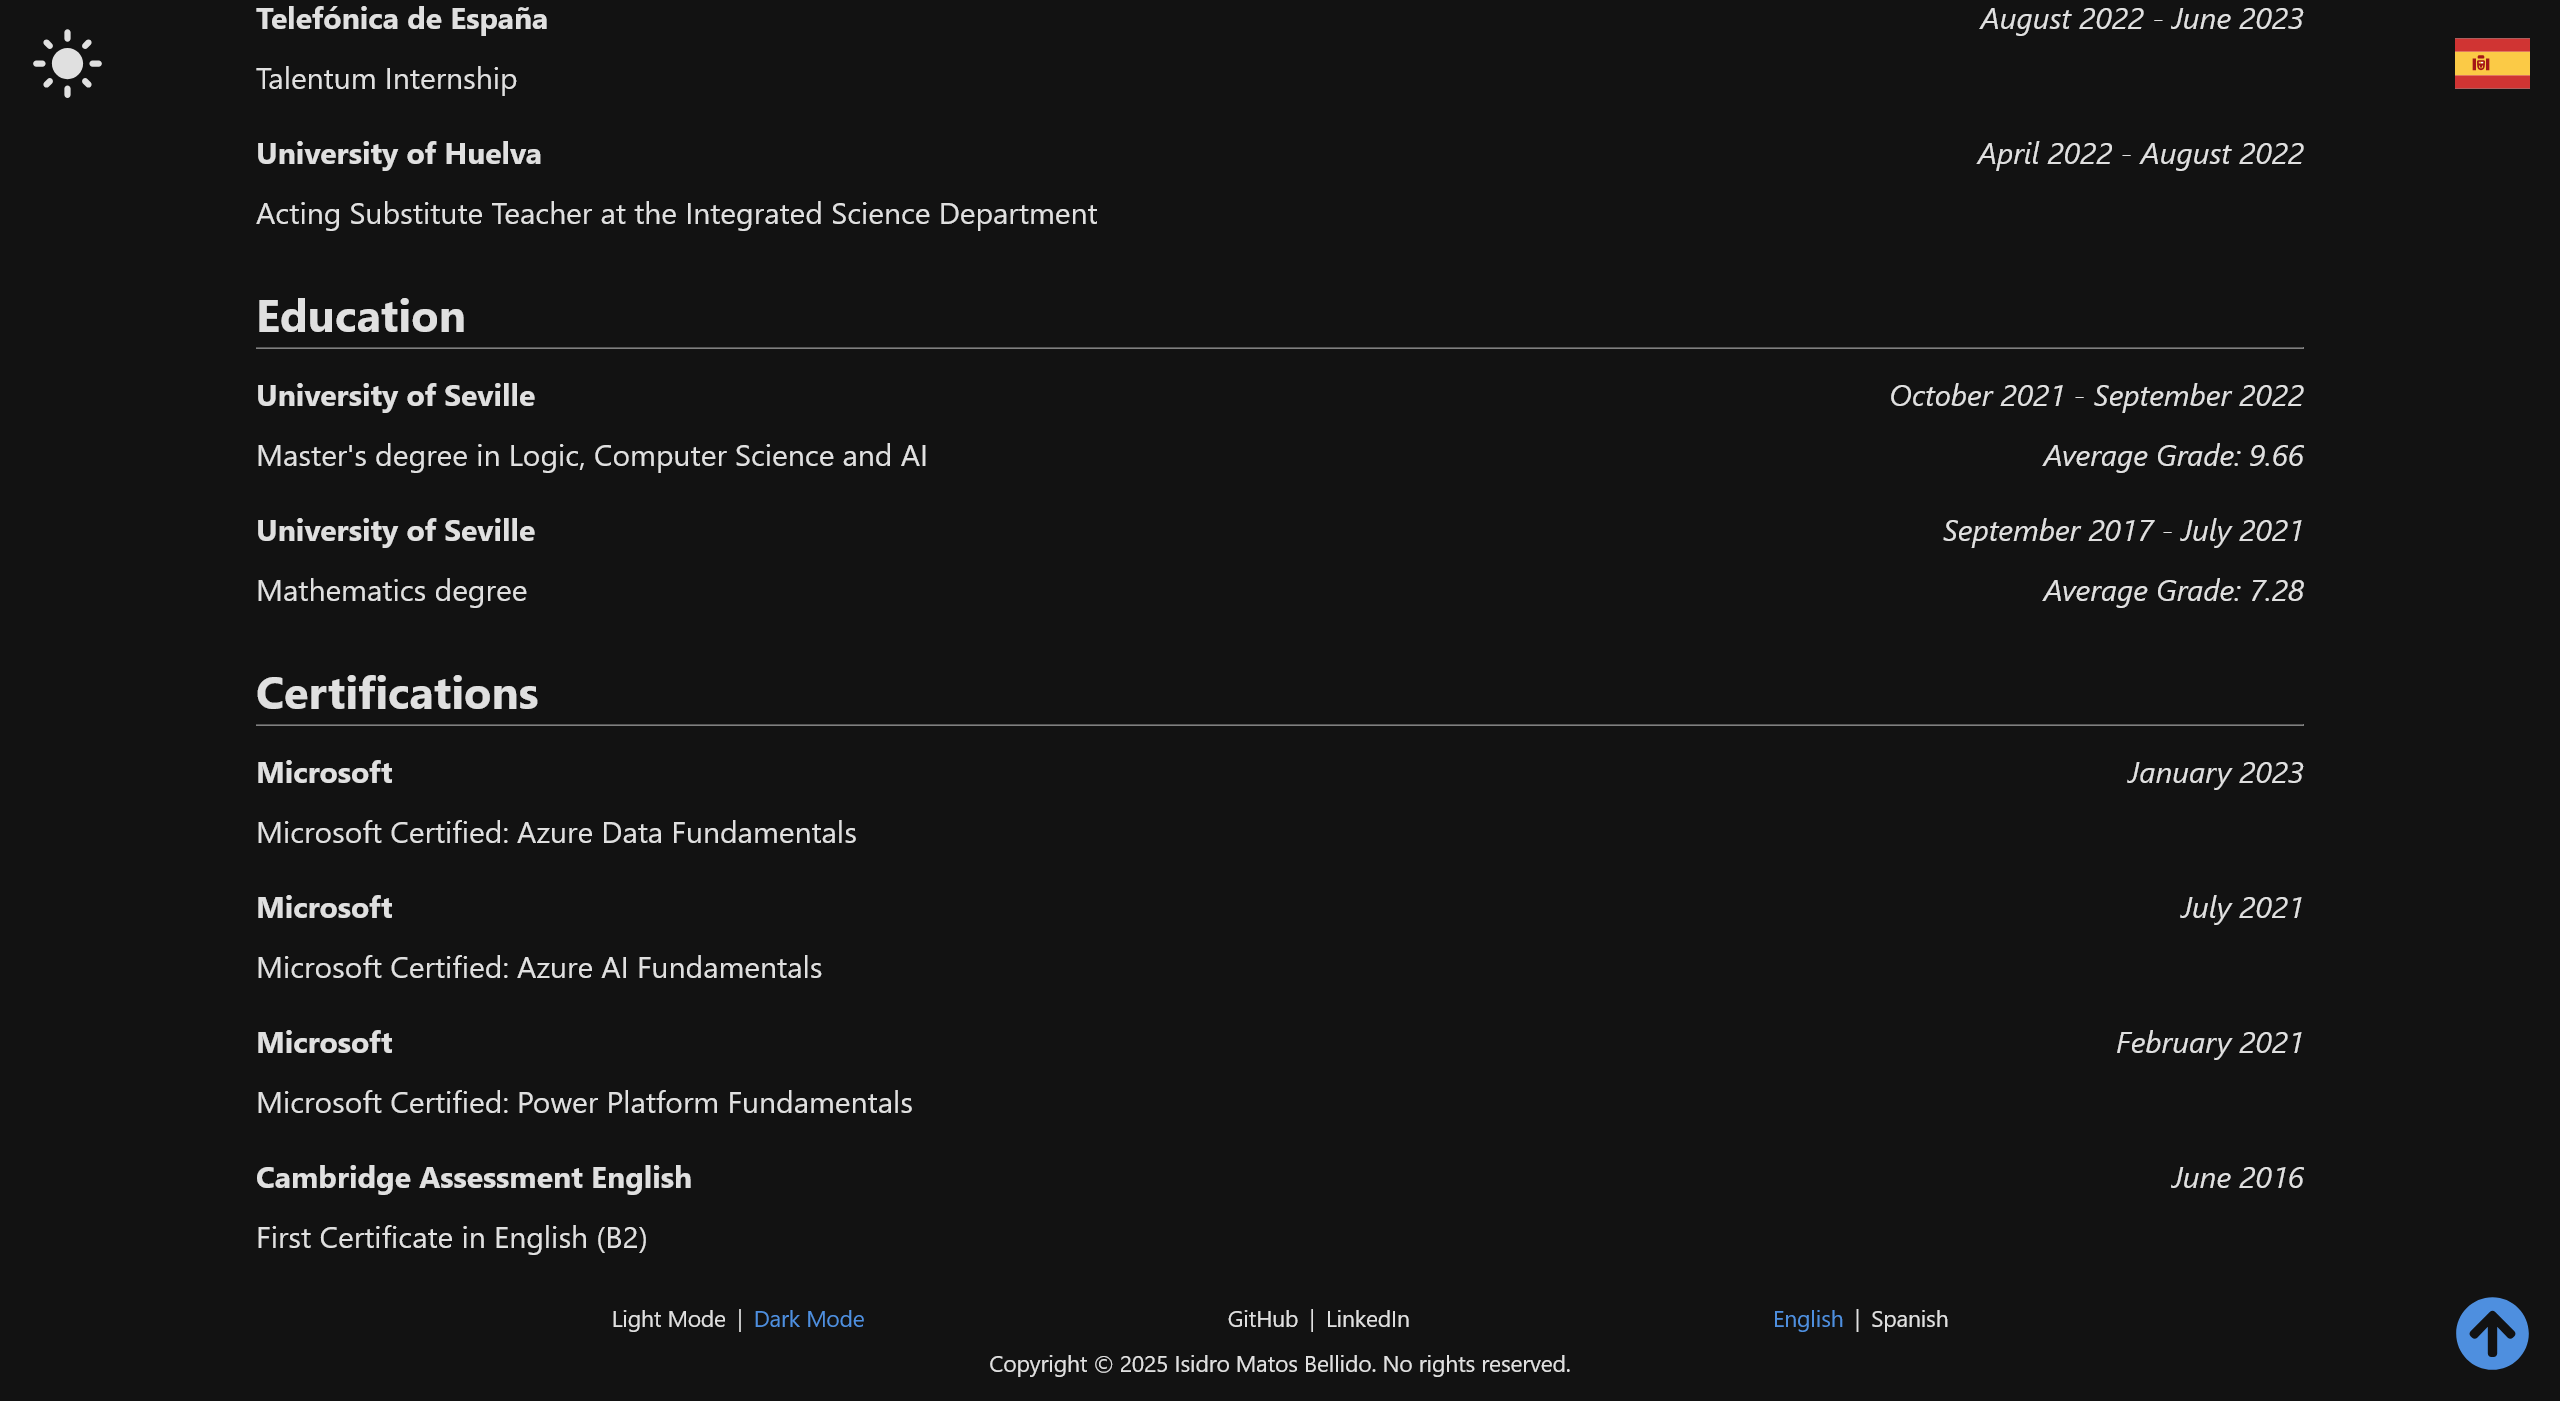 Telefónica de España August 2022 - June 2023
Talentum Internship
University of Huelva April 2022 - August 2022
Acting Substitute Teacher at the Integrated Science Department
Education
University of Seville October 2021 - September 2022
Master's degree in Logic, Computer Science and AI Average Grade: 9.66
University of Seville September 2017 - July 2021
Mathematics degree Average Grade: 7.28
Certifications
Microsoft January 2023
Microsoft Certified: Azure Data Fundamentals
Microsoft July 2021
Microsoft Certified: Azure AI Fundamentals
Microsoft February 2021
Microsoft Certified: Power Platform Fundamentals
Cambridge Assessment English June 2016
First Certificate in English (B2)
Light Mode | Dark Mode GitHub | LinkedIn English | Spanish
Copyright © 2025 Isidro Matos Bellido. No rights reserved.